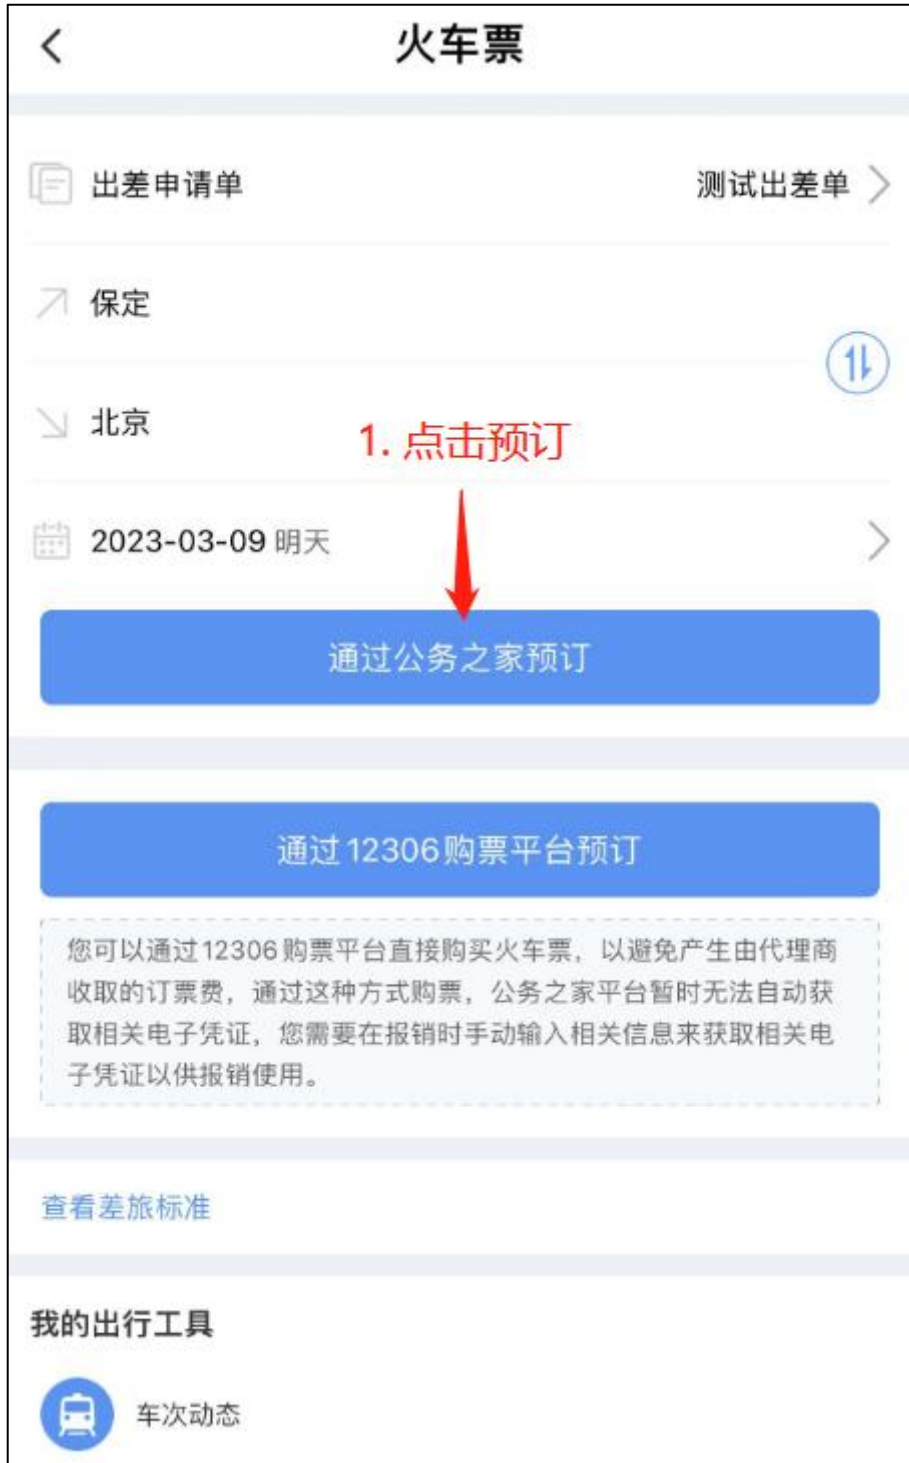 火车票
出差申请单 测试出差单
保定
北京
1. 点击预订
2023-03-09 明天
通过公务之家预订
通过12306购票平台预订
您可以通过12306购票平台直接购买火车票，以避免产生由代理商
收取的订票费，通过这种方式购票，公务之家平台暂时无法自动获
取相关电子凭证，您需要在报销时手动输入相关信息来获取相关电
子凭证以供报销使用。
查看差旅标准
我的出行工具
车次动态